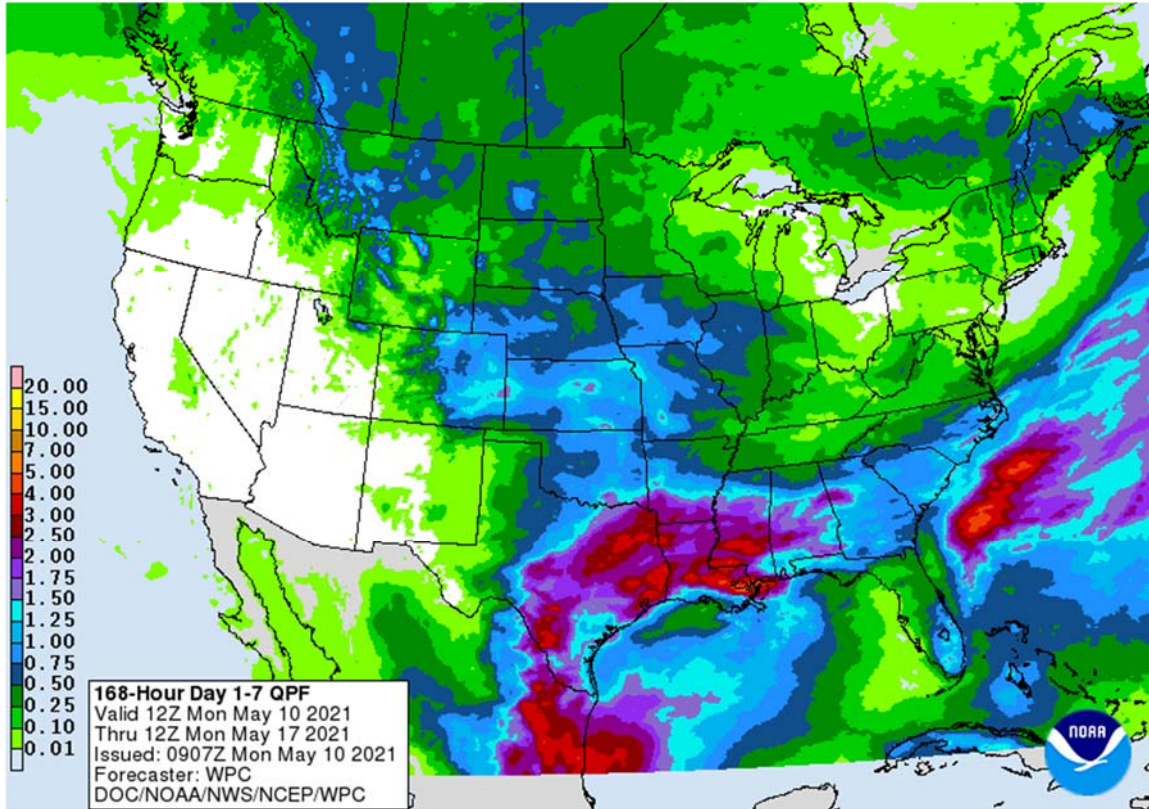 20.00
15.00
10.00
7.00
5.00
4.00
3.00
2.50
2.00
1.75
1.50
1.25
1.00
0.75
0.50
0.25
0.10
0.01
168-Hour Day 1-7 QPF
Valid 12Z Mon May 10 2021
Thru 12Z Mon May 17 2021
Issued: 0907Z Mon May 10 2021
Forecaster: WPC
DOC/NOAA/NWS/NCEP/WPC
NOAA